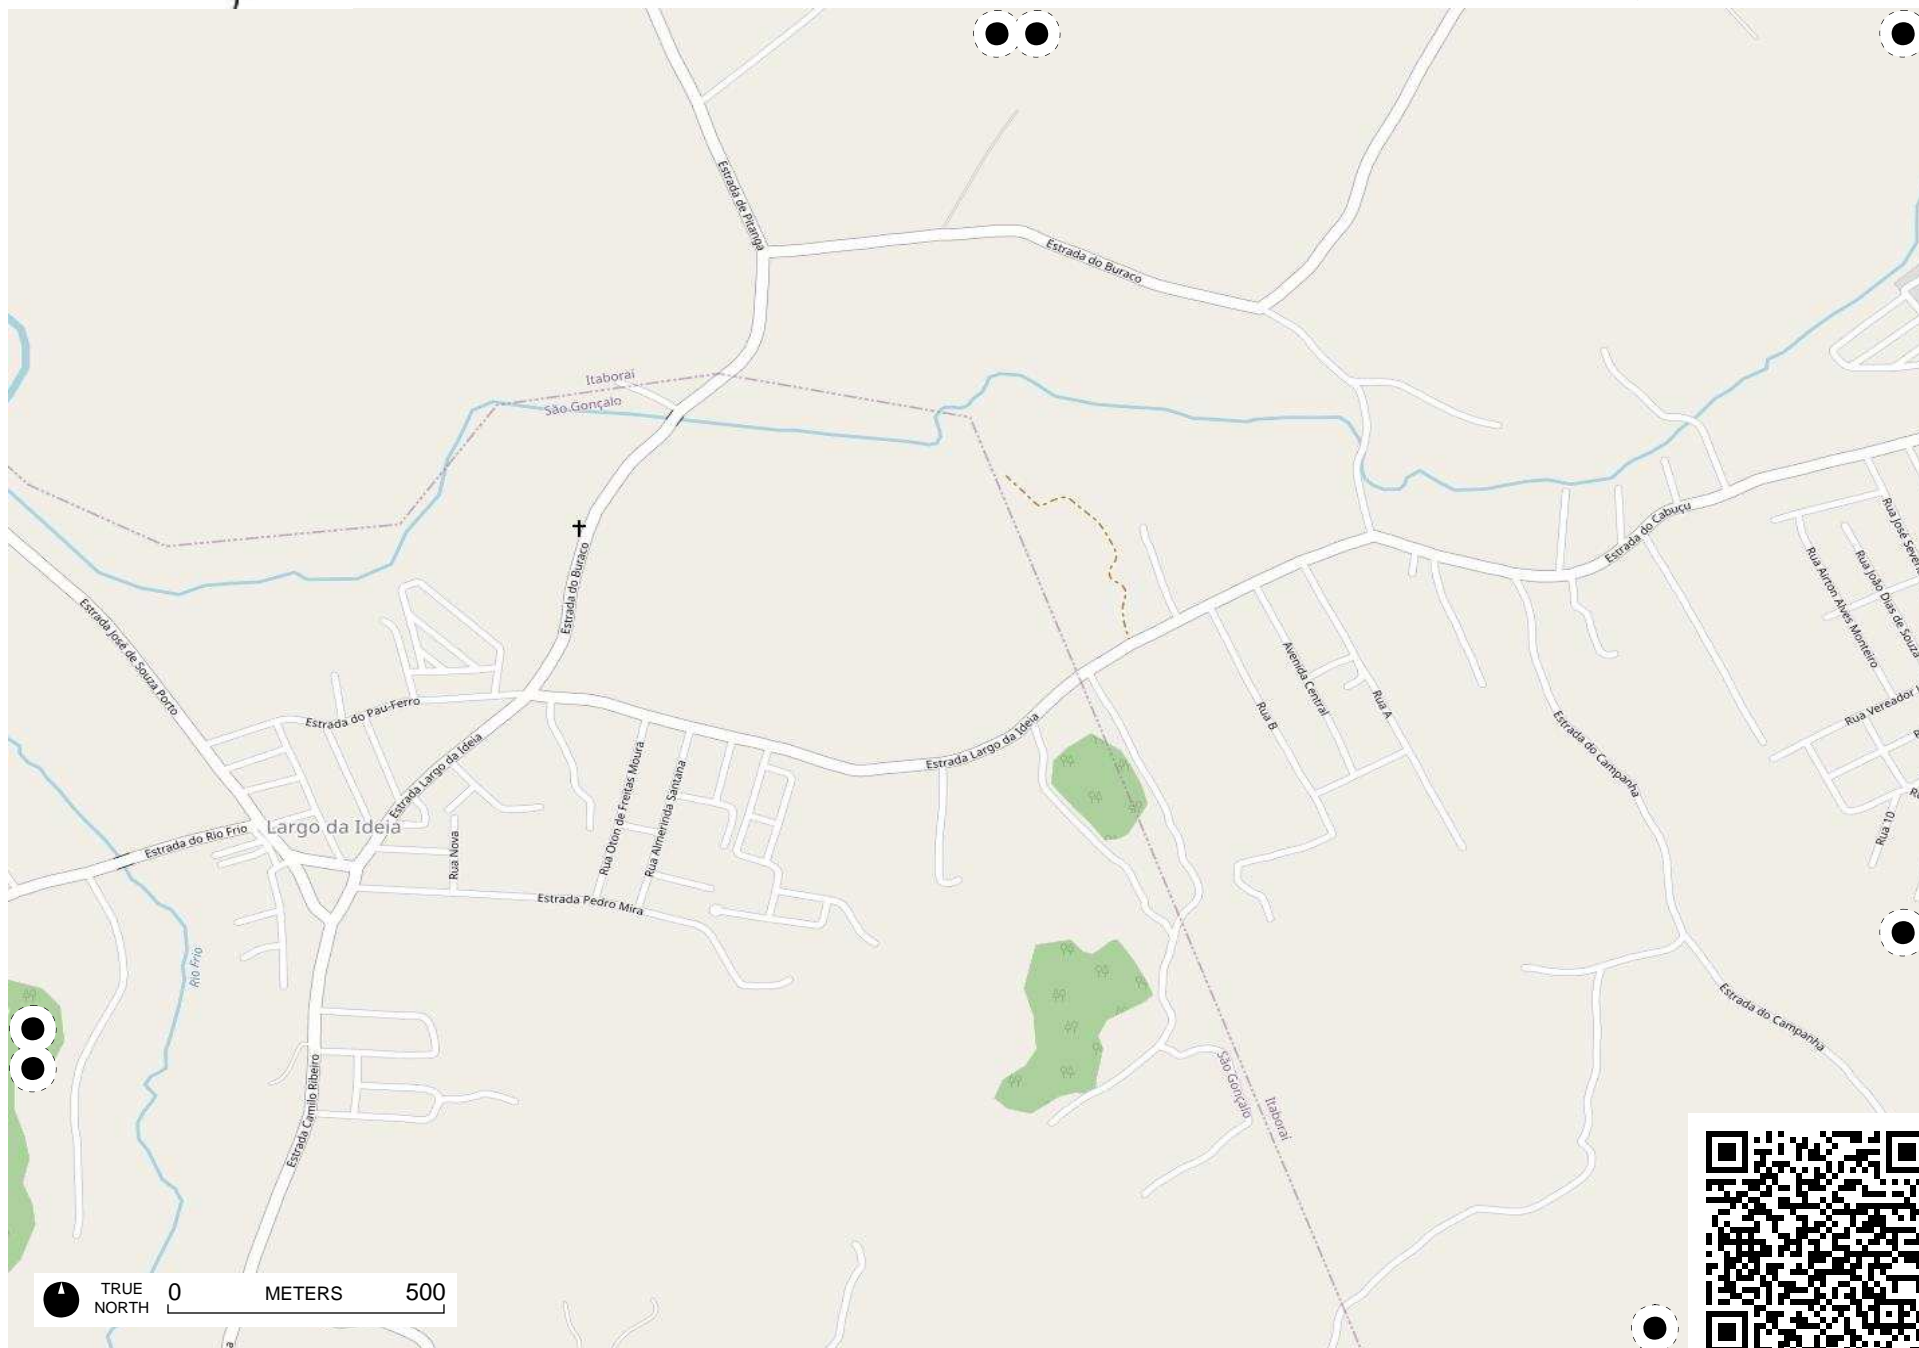 Estrada de Pitanga
Estrada do Buraco
Itaboraí
São Gonçalo
Estrada do Buraco
Estrada do Cabuçu
Rua Airton Alves Monteiro
Rua João Dias de Souza
Estrada José de Souza Porto
Estrada do Pau-Ferro
Estrada Largo da Ideia
Estrada Largo da Ideia
Rua B
Avenida Central
Rua A
Estrada do Campanha
Rua Vereador
Rua 10
Rua Oton de Freitas Moura
Rua Almerinda Santana
Largo da Ideia
Estrada do Rio Frio
Rua Nova
Estrada Pedro Mira
Rio Frio
Estrada do Campanha
Estrada Camilo Ribeiro
São Gonçalo
Itaboraí
TRUE NORTH
0 METERS 500